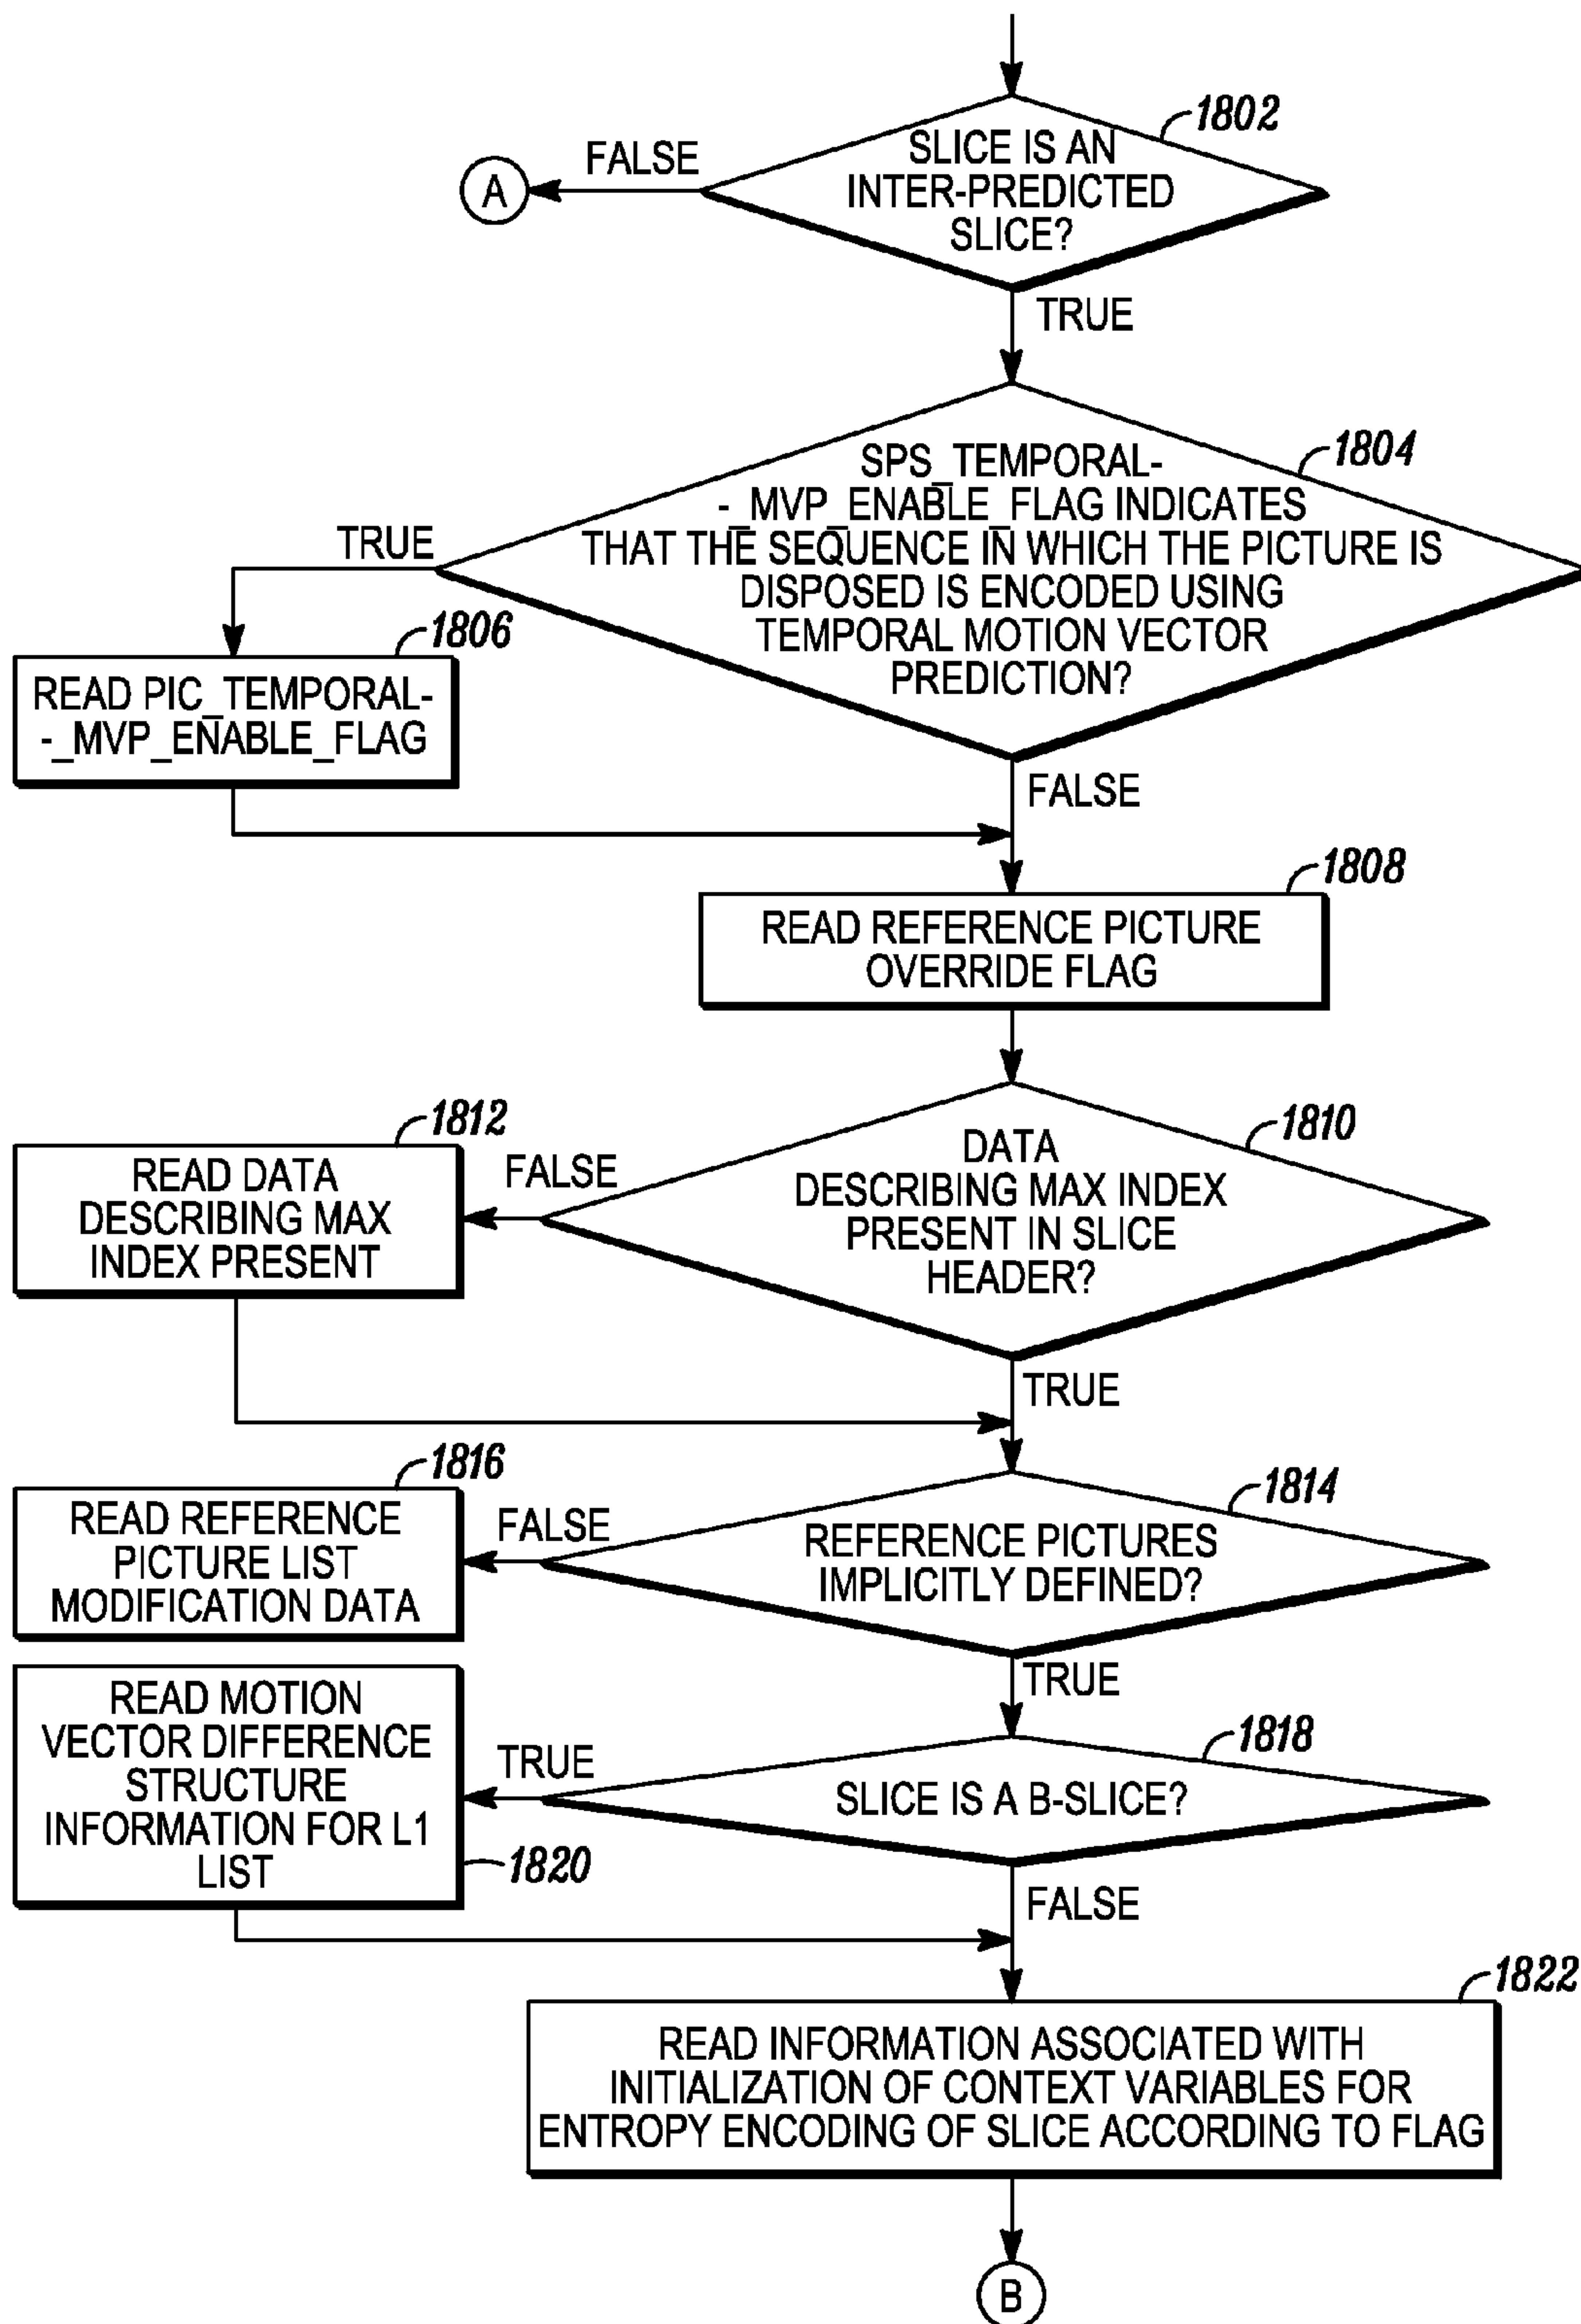 1802
SLICE IS AN
INTER-PREDICTED
SLICE?
FALSE
A
TRUE
1804
SPS_TEMPORAL-
-_MVP_ENABLE_FLAG INDICATES
THAT THE SEQUENCE IN WHICH THE PICTURE IS
DISPOSED IS ENCODED USING
TEMPORAL MOTION VECTOR
PREDICTION?
TRUE
1806
READ PIC_TEMPORAL-
-_MVP_ENABLE_FLAG
FALSE
1808
READ REFERENCE PICTURE
OVERRIDE FLAG
1810
DATA
DESCRIBING MAX INDEX
PRESENT IN SLICE
HEADER?
FALSE
1812
READ DATA
DESCRIBING MAX
INDEX PRESENT
TRUE
1814
REFERENCE PICTURES
IMPLICITLY DEFINED?
FALSE
1816
READ REFERENCE
PICTURE LIST
MODIFICATION DATA
TRUE
1818
SLICE IS A B-SLICE?
TRUE
READ MOTION
VECTOR DIFFERENCE
STRUCTURE
INFORMATION FOR L1
LIST
1820
FALSE
1822
READ INFORMATION ASSOCIATED WITH
INITIALIZATION OF CONTEXT VARIABLES FOR
ENTROPY ENCODING OF SLICE ACCORDING TO FLAG
B